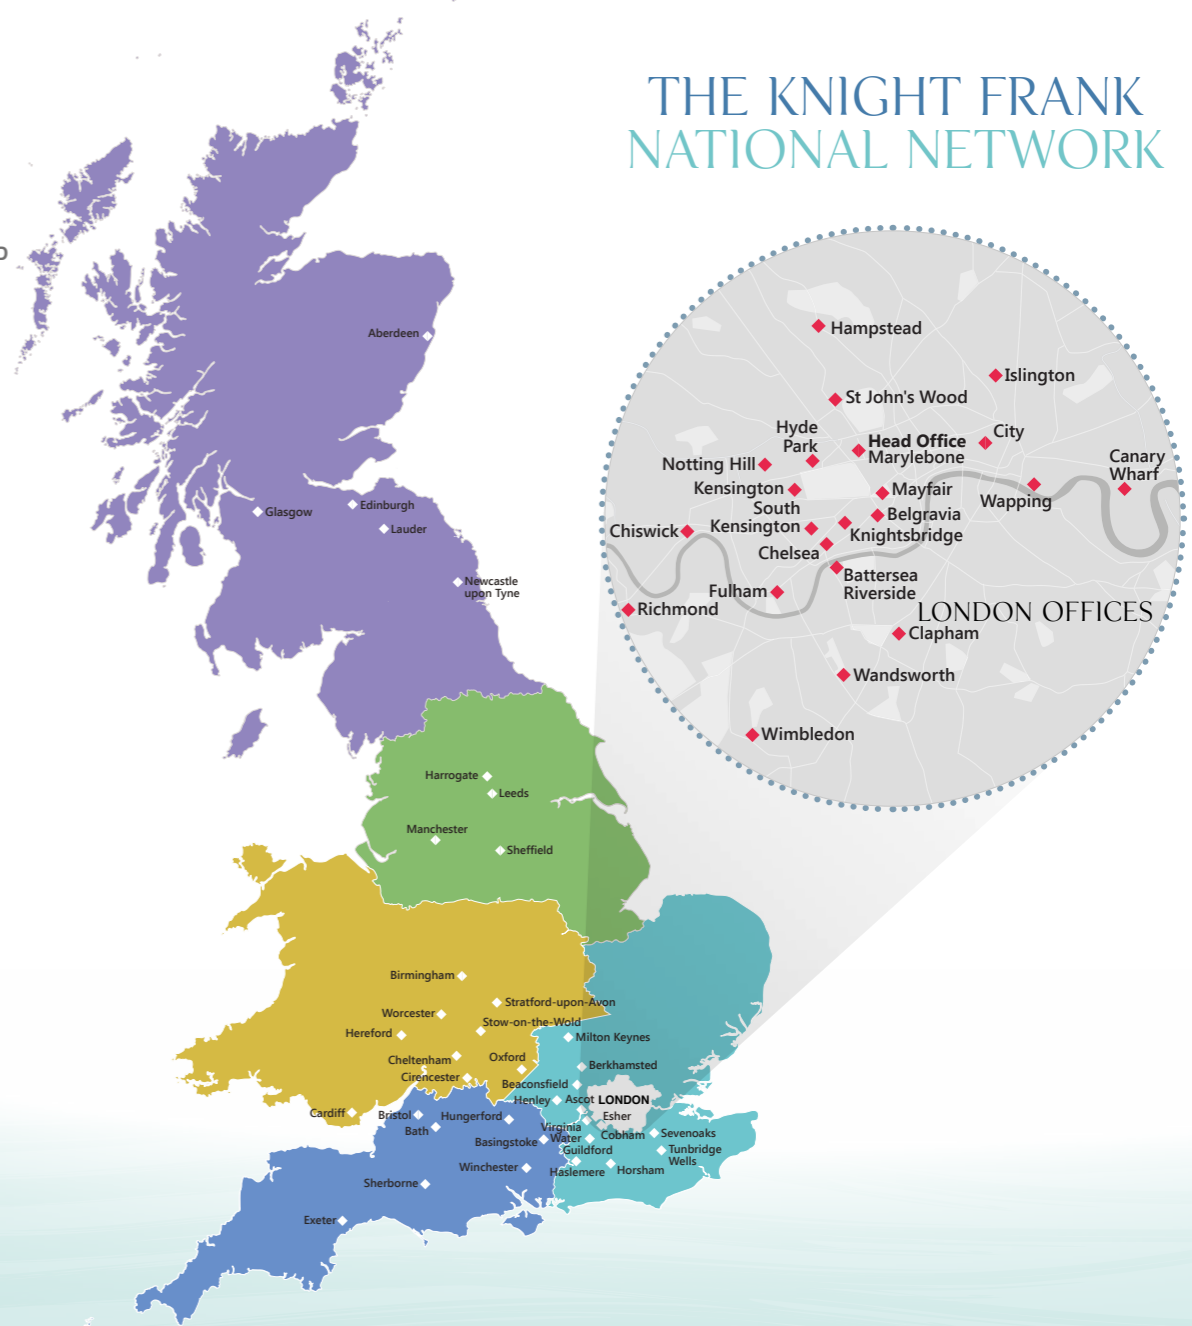 THE KNIGHT FRANK
NATIONAL NETWORK
Hampstead
Islington
St John's Wood
Hyde
Park
Head Office
Marylebone
City
Notting Hill
Canary
Wharf
Kensington
Mayfair
Wapping
South
Kensington
Belgravia
Knightsbridge
Chiswick
Chelsea
Battersea
Riverside
Fulham
Richmond
LONDON OFFICES
Clapham
Wandsworth
Wimbledon
Aberdeen
Glasgow
Edinburgh
Lauder
Newcastle
upon Tyne
Harrogate
Leeds
Manchester
Sheffield
Birmingham
Stratford-upon-Avon
Worcester
Stow-on-the-Wold
Hereford
Milton Keynes
Cheltenham
Oxford
Berkhamsted
Cirencester
Beaconsfield
Henley
Ascot
LONDON
Cardiff
Bristol
Hungerford
Esher
Bath
Virginia
Water
Cobham
Sevenoaks
Basingstoke
Guildford
Tunbridge
Wells
Winchester
Haslemere
Horsham
Sherborne
Exeter